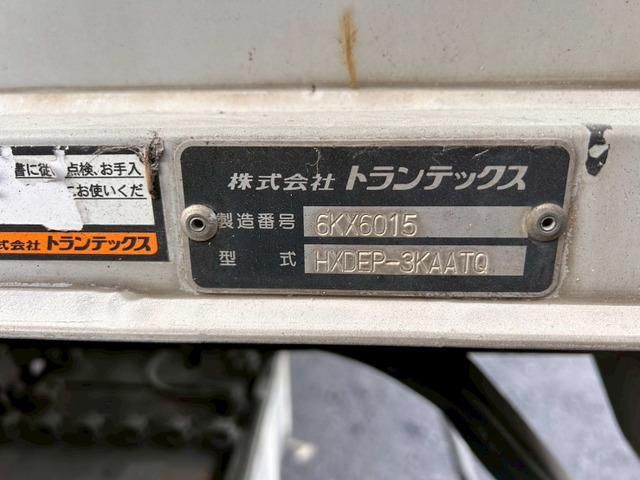 書に従
点検、お手入
にお使いくだ
式会社 トランテックス
株式会社 トランテックス
製造番号 6KX6015
型式 HXDEP-3KAATQ